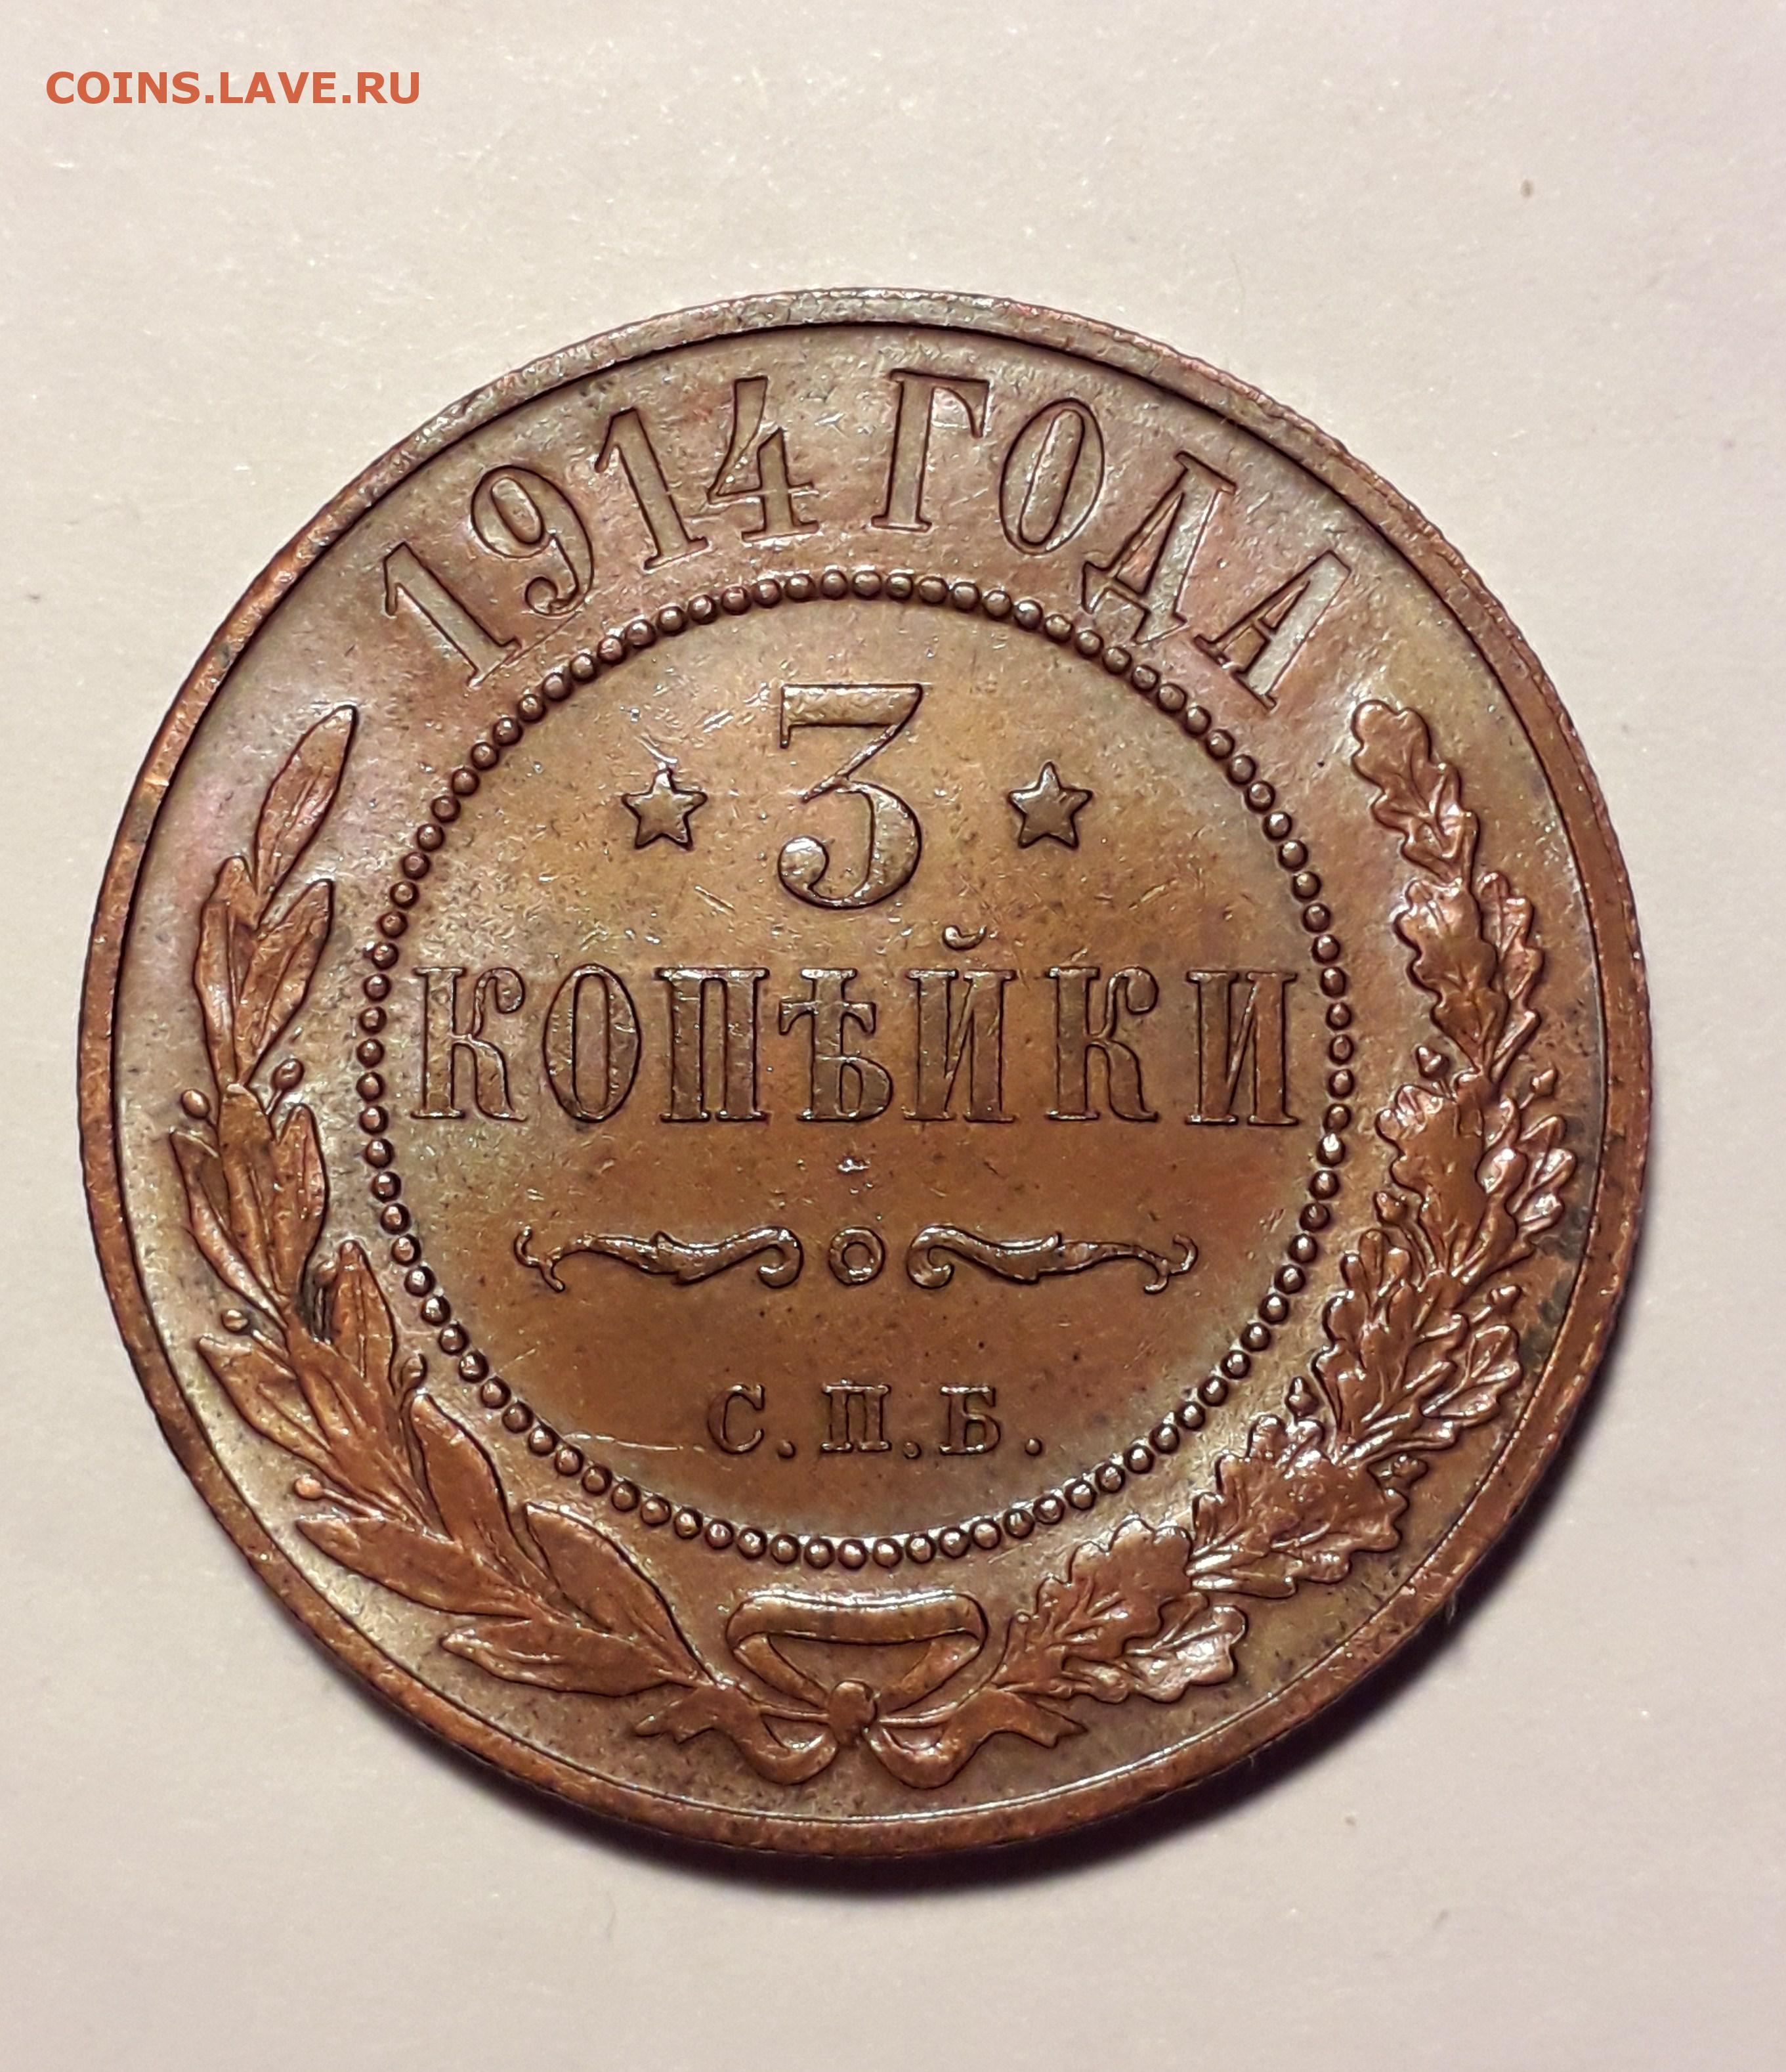 COINS.LAVE.RU
1914 ГОДА
3
КОПѢЙКИ
С.П.Б.